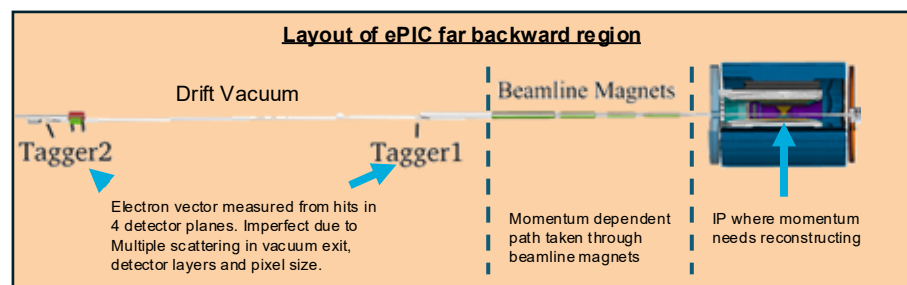 Layout of ePIC far backward region
Drift Vacuum
Beamline Magnets
Tagger2
Tagger1
Electron vector measured from hits in
4 detector planes. Imperfect due to
Multiple scattering in vacuum exit,
detector layers and pixel size.
Momentum dependent
path taken through
beamline magnets
IP where momentum
needs reconstructing